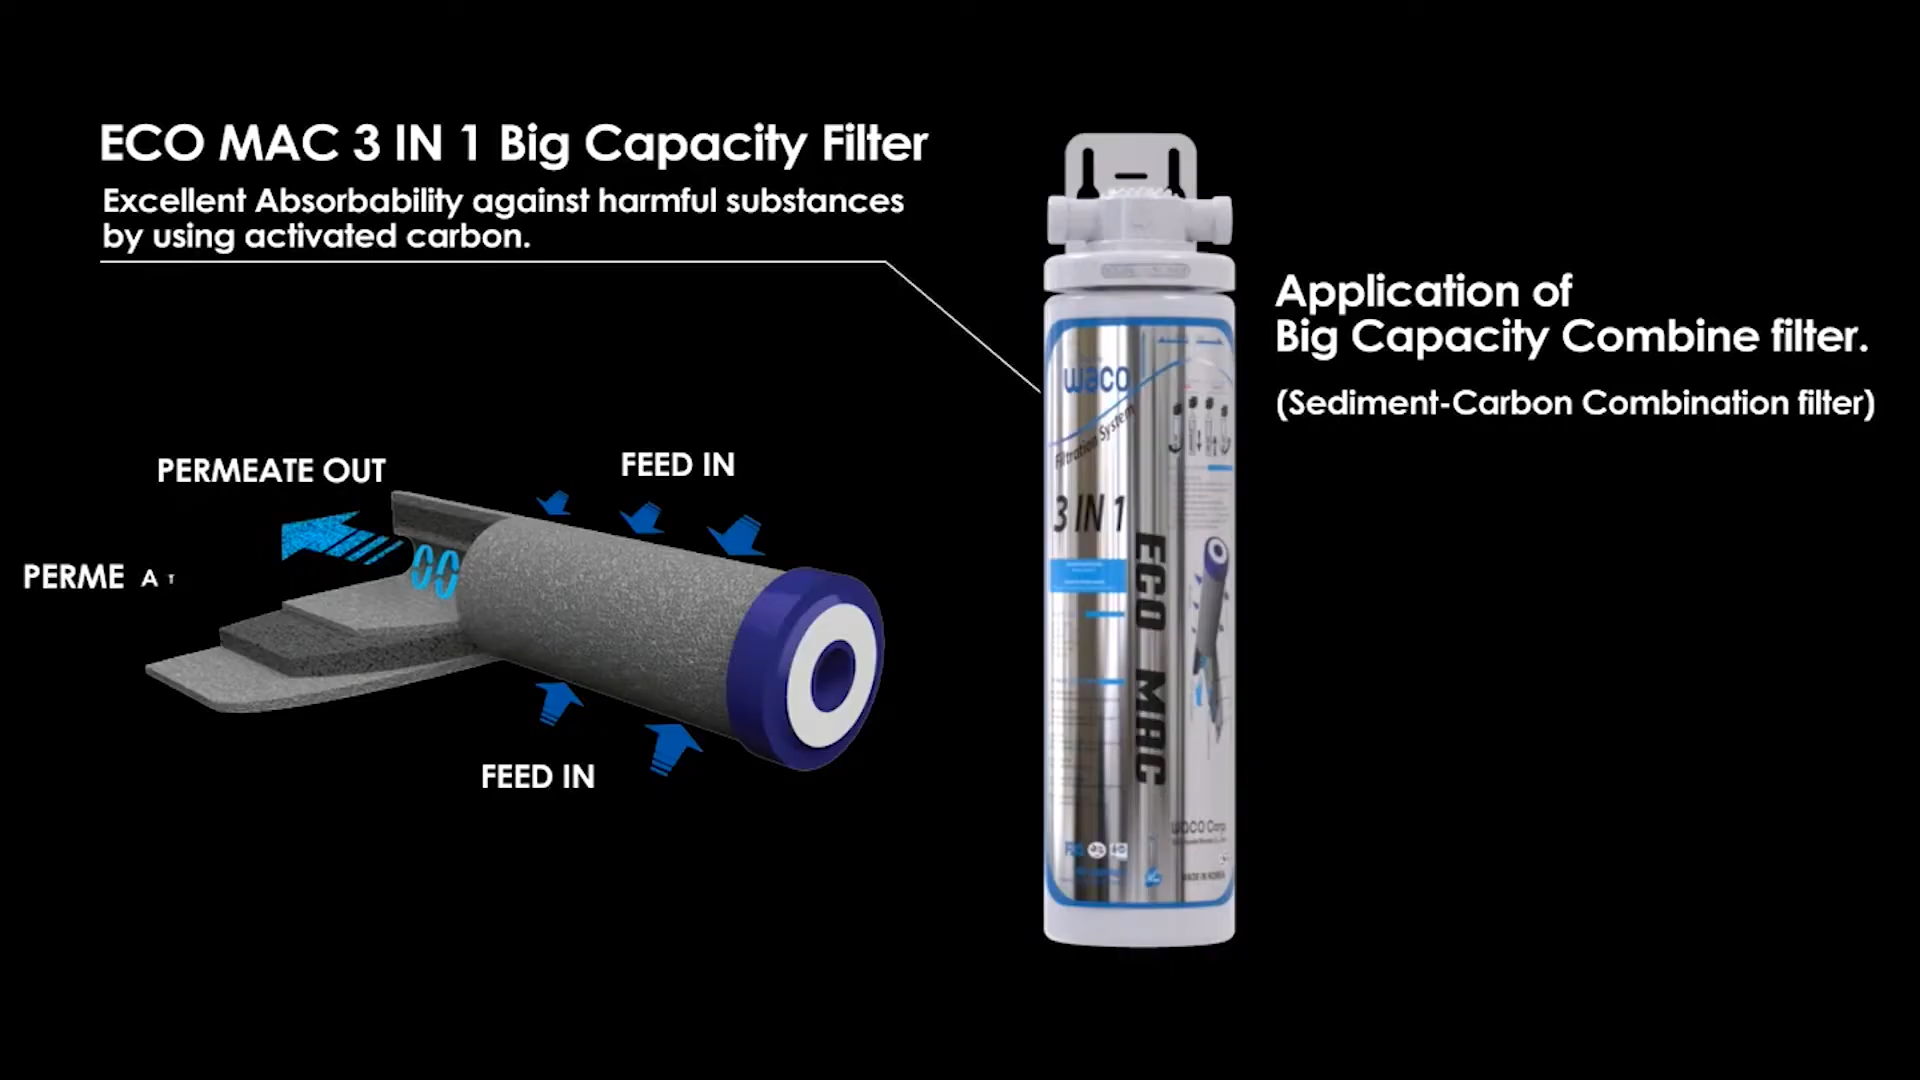 ECO MAC 3 IN 1 Big Capacity Filter
Excellent Absorbability against harmful substances
by using activated carbon.
Application of
Big Capacity Combine filter.
(Sediment-Carbon Combination filter)
PERMEATE OUT
FEED IN
PERME A T
FEED IN
waco
Filtration System
3 IN 1
ECO MAC
waco Corp.
MADE IN KOREA